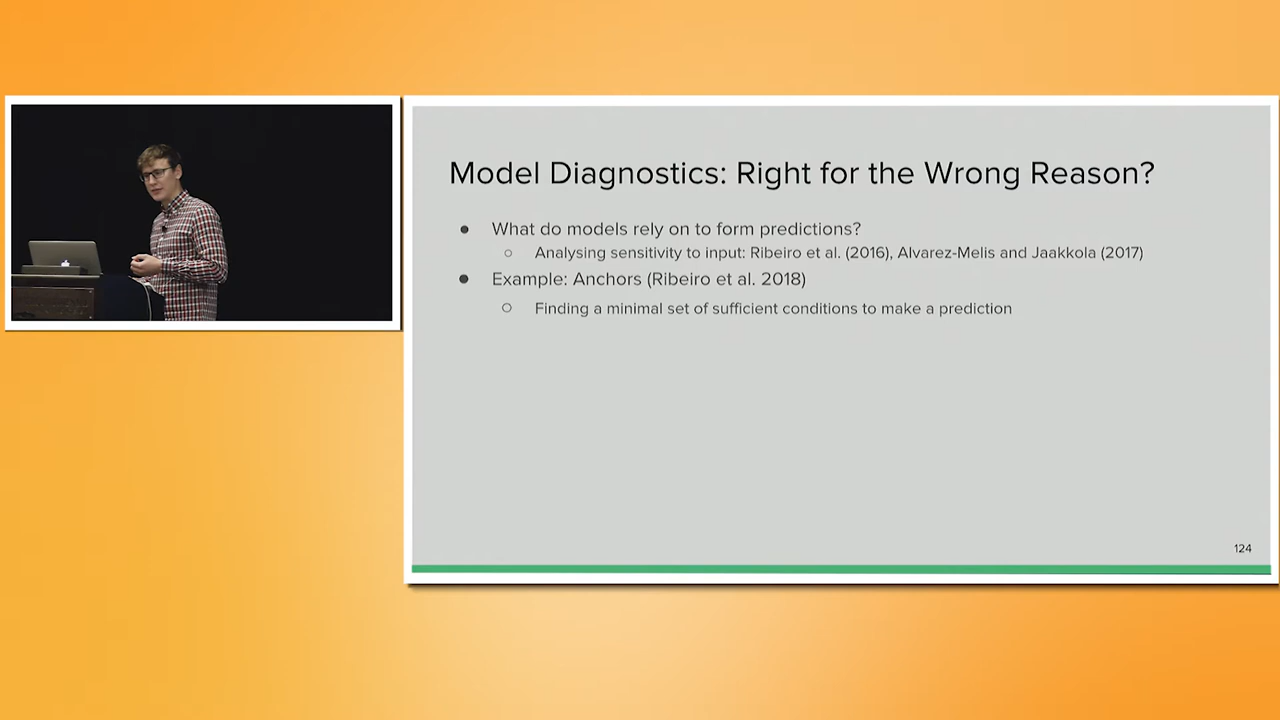 Model Diagnostics: Right for the Wrong Reason?
● What do models rely on to form predictions?
○ Analysing sensitivity to input: Ribeiro et al. (2016), Alvarez-Melis and Jaakkola (2017)
● Example: Anchors (Ribeiro et al. 2018)
○ Finding a minimal set of sufficient conditions to make a prediction
124